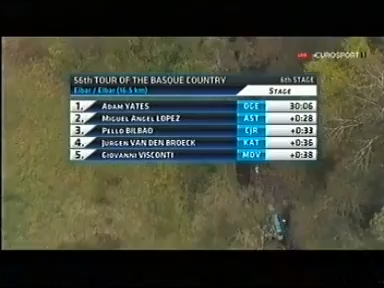 LIVE EUROSPORT
56th TOUR OF THE BASQUE COUNTRY 6th STAGE
Eibar / Eibar (16.5 km) STAGE
1. ADAM YATES OGE 30:06
2. MIGUEL ANGEL LOPEZ AST +0:28
3. PELLO BILBAO CJR +0:33
4. JURGEN VAN DEN BROECK KAT +0:36
5. GIOVANNI VISCONTI MOV +0:38